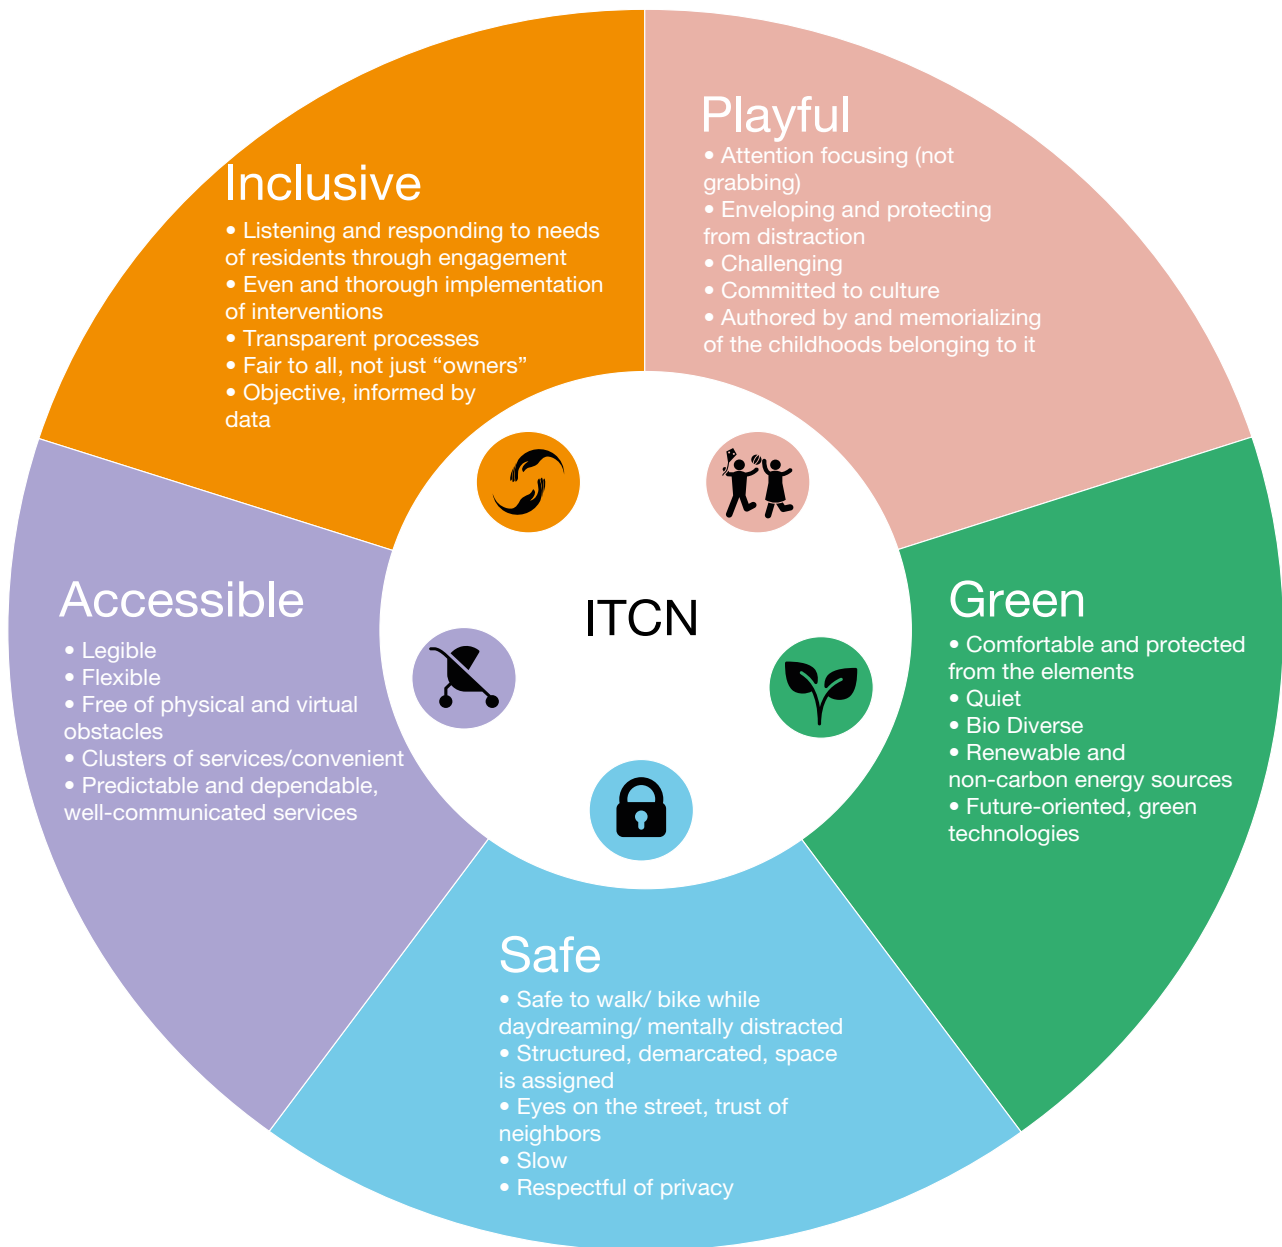 Playful
• Attention focusing (not
grabbing)
• Enveloping and protecting
from distraction
• Challenging
• Committed to culture
• Authored by and memorializing
of the childhoods belonging to it
Inclusive
• Listening and responding to needs
of residents through engagement
• Even and thorough implementation
of interventions
• Transparent processes
• Fair to all, not just “owners”
• Objective, informed by
data
ITCN
Accessible
• Legible
• Flexible
• Free of physical and virtual
obstacles
• Clusters of services/convenient
• Predictable and dependable,
well-communicated services
Green
• Comfortable and protected
from the elements
• Quiet
• Bio Diverse
• Renewable and
non-carbon energy sources
• Future-oriented, green
technologies
Safe
• Safe to walk/ bike while
daydreaming/ mentally distracted
• Structured, demarcated, space
is assigned
• Eyes on the street, trust of
neighbors
• Slow
• Respectful of privacy